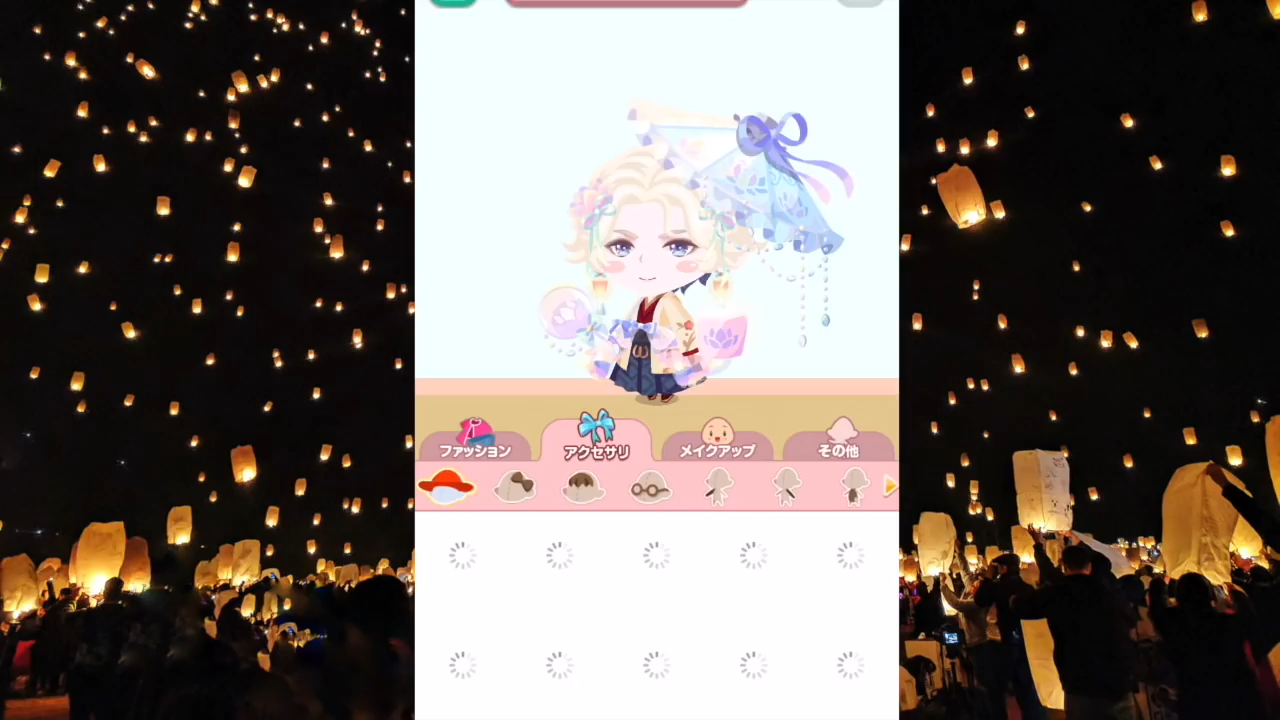 ファッション
アクセサリ
メイクアップ
その他